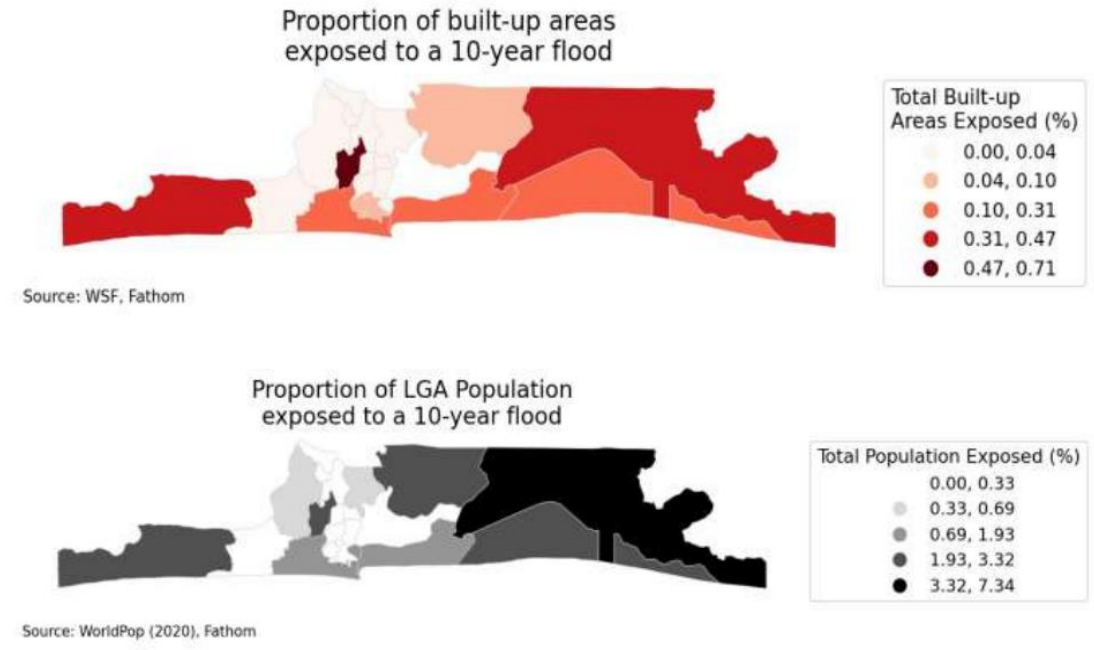 Proportion of built-up areas
exposed to a 10-year flood
Total Built-up
Areas Exposed (%)
0.00, 0.04
0.04, 0.10
0.10, 0.31
0.31, 0.47
0.47, 0.71
Source: WSF, Fathom
Proportion of LGA Population
exposed to a 10-year flood
Total Population Exposed (%)
0.00, 0.33
0.33, 0.69
0.69, 1.93
1.93, 3.32
3.32, 7.34
Source: WorldPop (2020), Fathom